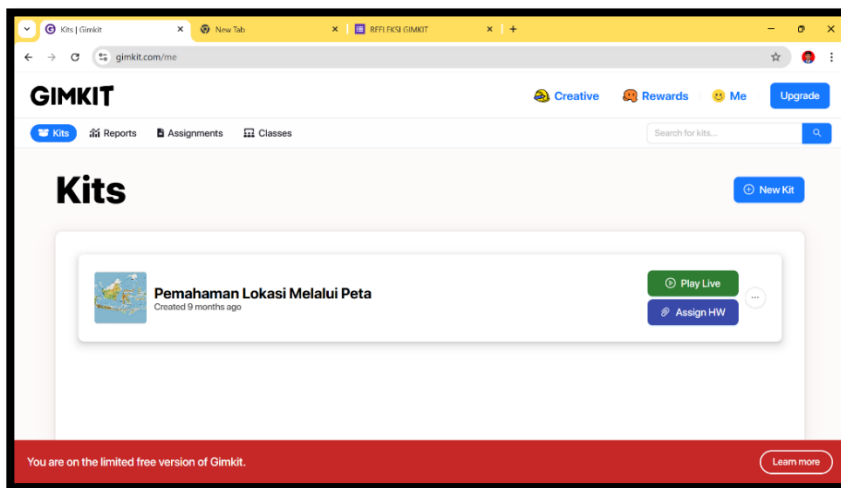 Kits | Gimkit
New Tab
REFLEKSI GIMKIT
gimkit.com/me
GIMKIT
Creative
Rewards
Me
Upgrade
Kits
Reports
Assignments
Classes
Search for kits...
Kits
New Kit
Pemahaman Lokasi Melalui Peta
Created 9 months ago
Play Live
Assign HW
You are on the limited free version of Gimkit.
Learn more